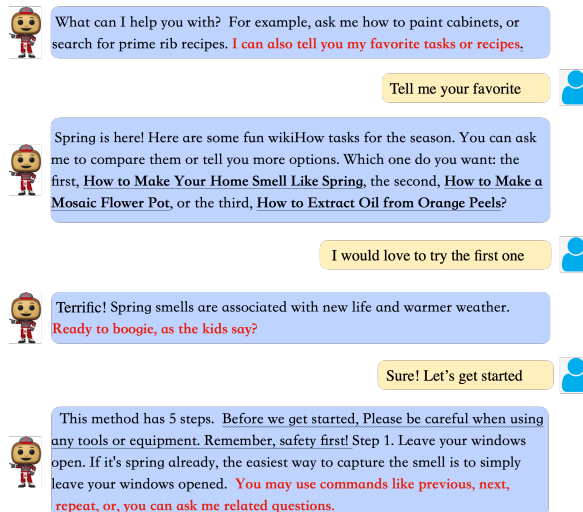 What can I help you with?  For example, ask me how to paint cabinets, or
search for prime rib recipes. I can also tell you my favorite tasks or recipes.
Tell me your favorite
Spring is here! Here are some fun wikiHow tasks for the season. You can ask
me to compare them or tell you more options. Which one do you want: the
first, How to Make Your Home Smell Like Spring, the second, How to Make a
Mosaic Flower Pot, or the third, How to Extract Oil from Orange Peels?
I would love to try the first one
Terrific! Spring smells are associated with new life and warmer weather.
Ready to boogie, as the kids say?
Sure! Let's get started
This method has 5 steps.  Before we get started, Please be careful when using
any tools or equipment. Remember, safety first! Step 1. Leave your windows
open. If it's spring already, the easiest way to capture the smell is to simply
leave your windows opened.  You may use commands like previous, next,
repeat, or, you can ask me related questions.